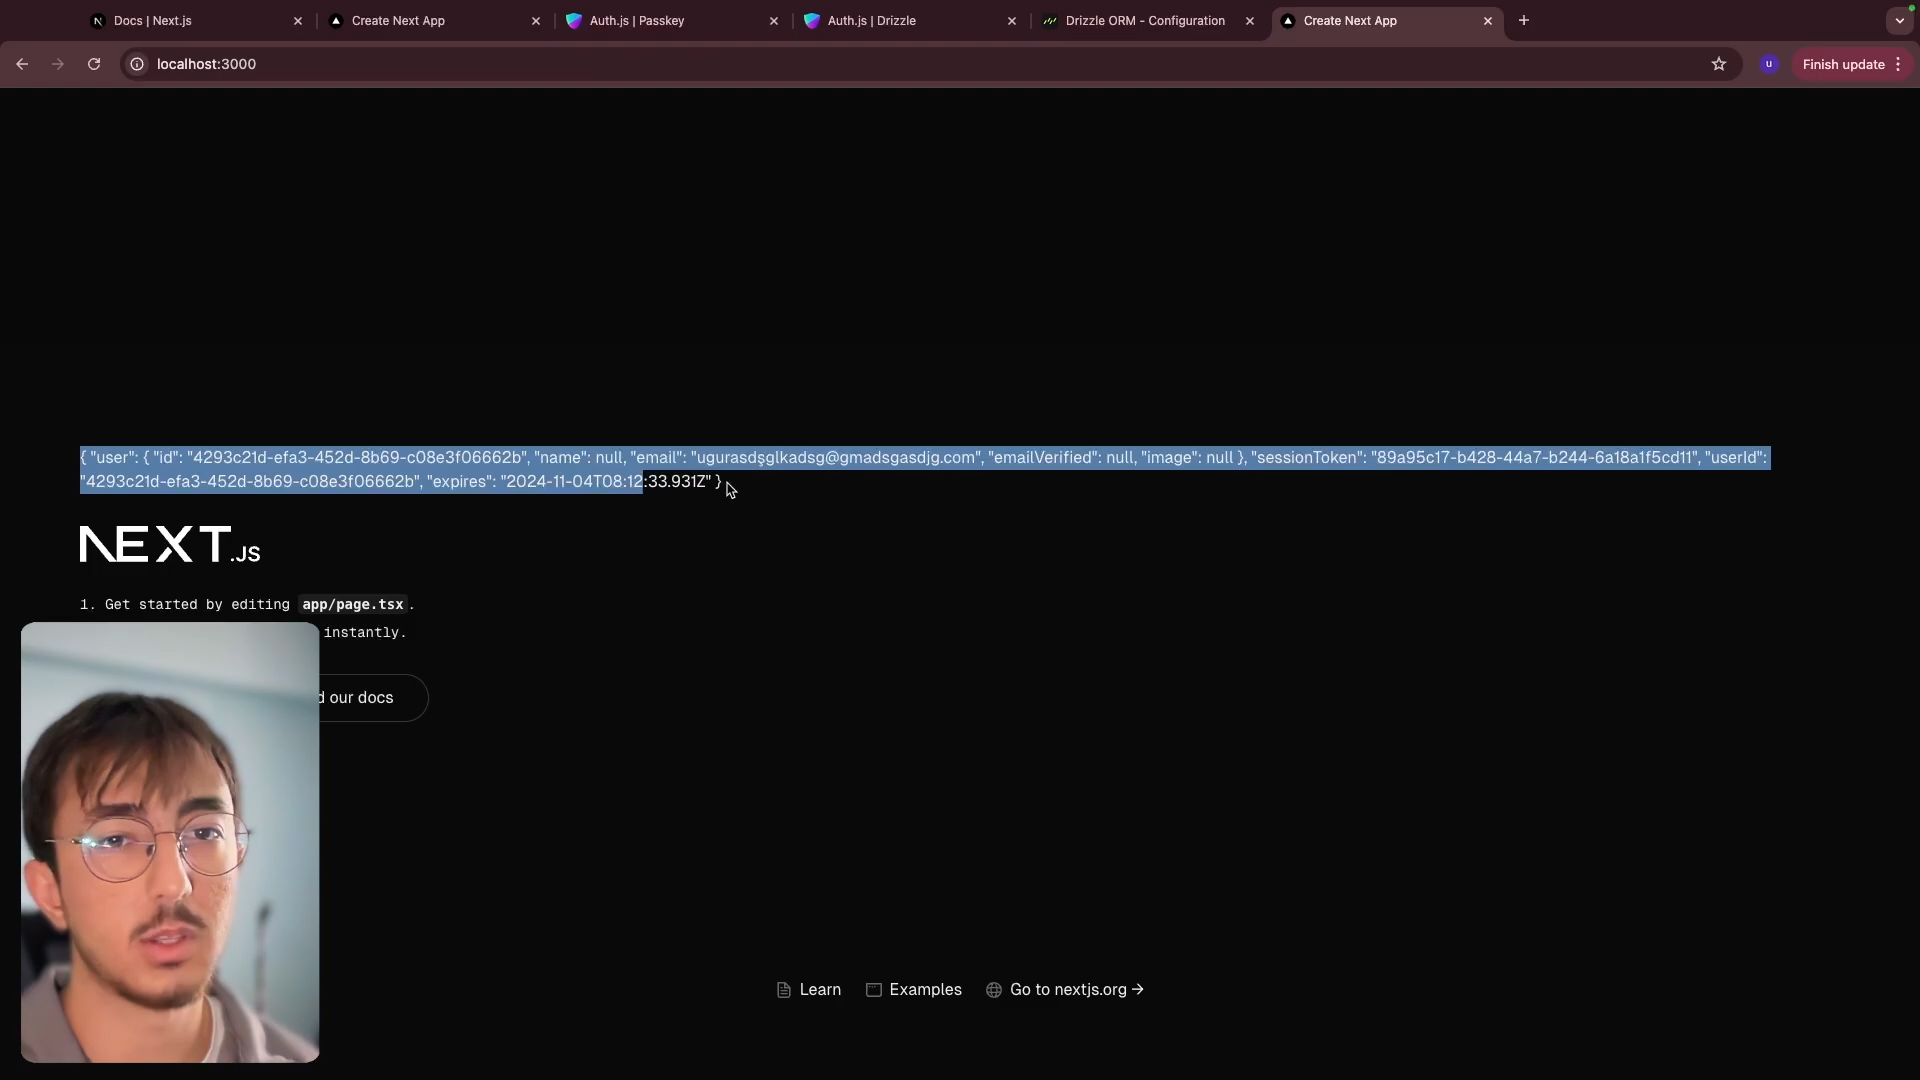 Docs | Next.js
Create Next App
Auth.js | Passkey
Auth.js | Drizzle
Drizzle ORM - Configuration
Create Next App
localhost:3000
u
Finish update
{ "user": { "id": "4293c21d-efa3-452d-8b69-c08e3f06662b", "name": null, "email": "ugurasdşglkadsg@gmadsgasdjg.com", "emailVerified": null, "image": null }, "sessionToken": "89a95c17-b428-44a7-b244-6a18a1f5cd11", "userId":
"4293c21d-efa3-452d-8b69-c08e3f06662b", "expires": "2024-11-04T08:12:33.931Z" }
NEXT.JS
1. Get started by editing app/page.tsx.
instantly.
d our docs
Learn
Examples
Go to nextjs.org →